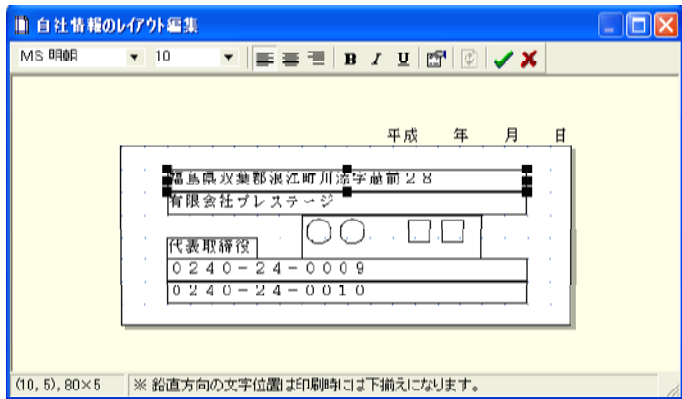 自社情報のレイアウト編集
MS 明朝 10 B I U
平成 年 月 日
福島県双葉郡浪江町川添字越前28
有限会社プレステージ
○○ □□
代表取締役
0240-24-0009
0240-24-0010
(10, 5), 80×5 ※ 鉛直方向の文字位置は印刷時には下揃えになります。